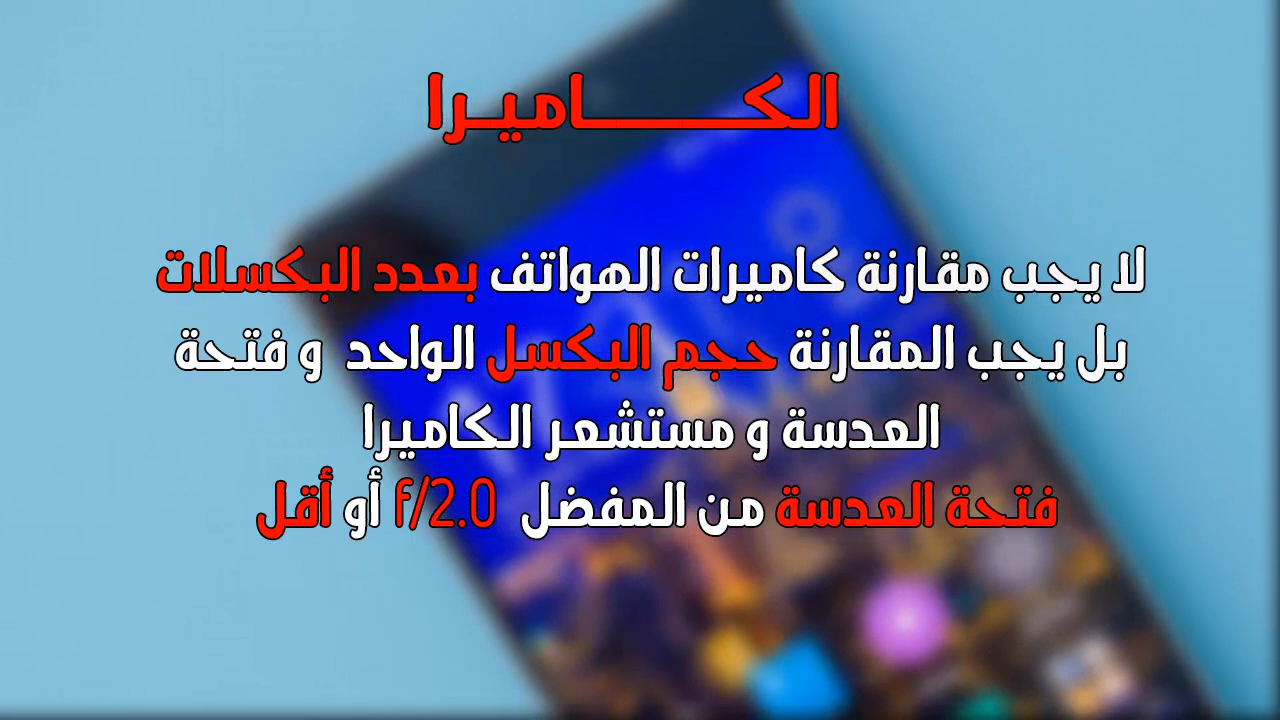 الكـــــاميـرا
لا يجب مقارنة كاميرات الهواتف بعدد البكسلات
بل يجب المقارنة حجم البكسل الواحد و فتحة
العدسة و مستشعر الكاميرا
فتحة العدسة من المفضل f/2.0 أو أقل